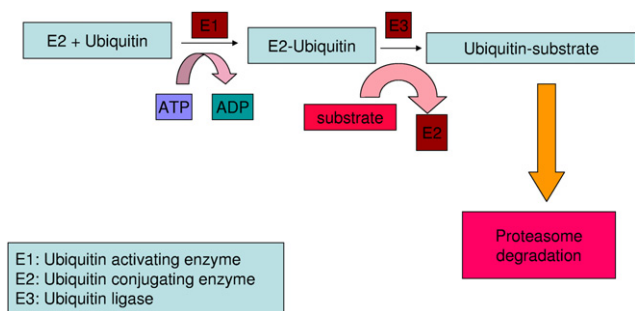 E1
E3
E2 + Ubiquitin
E2-Ubiquitin
Ubiquitin-substrate
ATP
ADP
substrate
E2
Proteasome
degradation
E1: Ubiquitin activating enzyme
E2: Ubiquitin conjugating enzyme
E3: Ubiquitin ligase